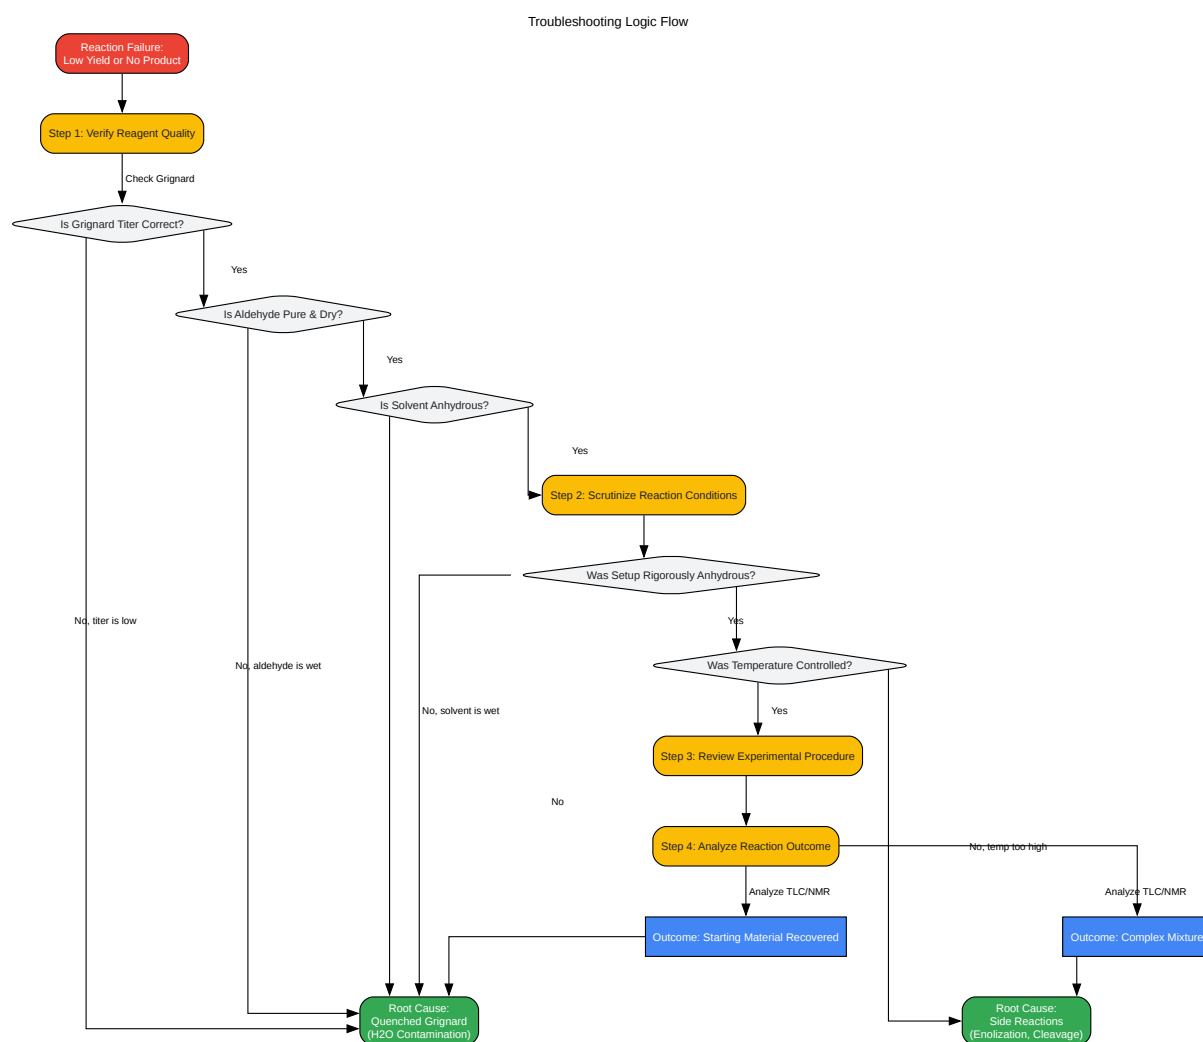 Troubleshooting Logic Flow
Reaction Failure:
Low Yield or No Product
Step 1: Verify Reagent Quality
Check Grignard
Is Grignard Titer Correct?
Yes
Is Aldehyde Pure & Dry?
Yes
Is Solvent Anhydrous?
Yes
Step 2: Scrutinize Reaction Conditions
Was Setup Rigorously Anhydrous?
No, titer is low
Yes
No, aldehyde is wet
Was Temperature Controlled?
No, solvent is wet
Yes
Step 3: Review Experimental Procedure
No
Step 4: Analyze Reaction Outcome
No, temp too high
Analyze TLC/NMR
Analyze TLC/NMR
Outcome: Starting Material Recovered
Outcome: Complex Mixture
Root Cause:
Quenched Grignard
(H2O Contamination)
Root Cause:
Side Reactions
(Enolization, Cleavage)